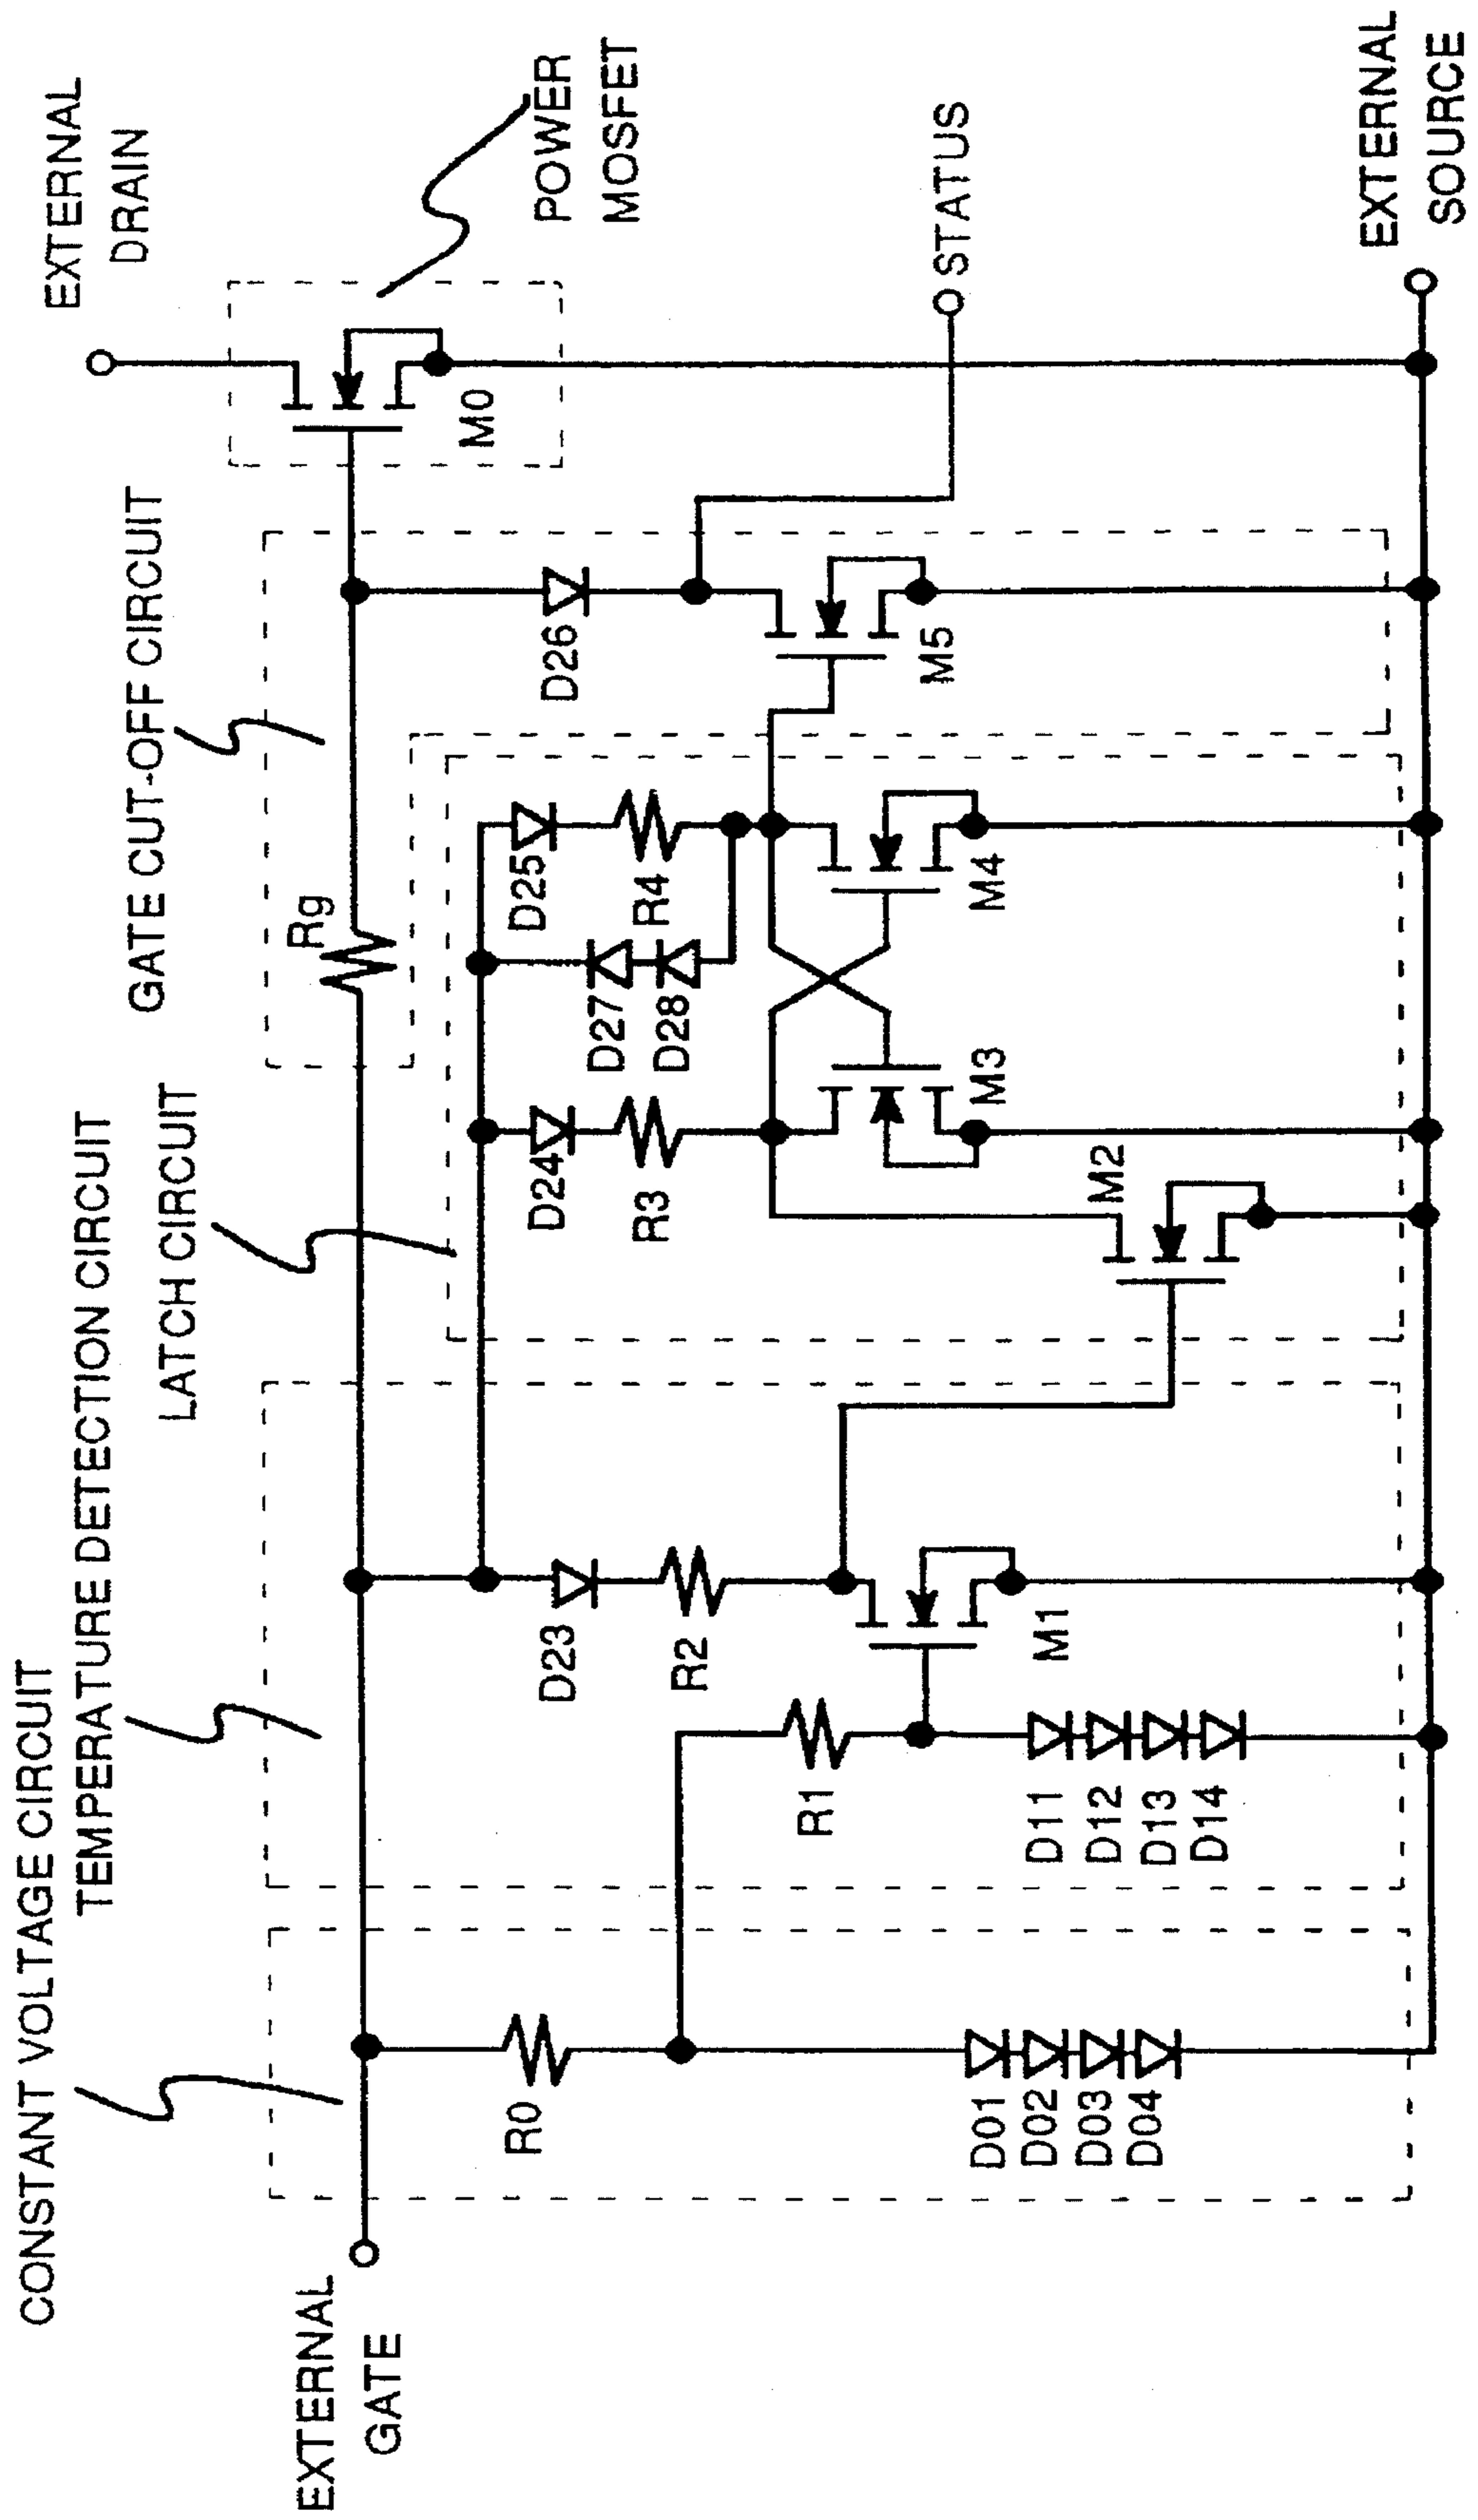 CONSTANT VOLTAGE CIRCUIT
TEMPERATURE DETECTION CIRCUIT
LATCH CIRCUIT
GATE CUT-OFF CIRCUIT
EXTERNAL
DRAIN
POWER
MOSFET
EXTERNAL
GATE
Rg
M0
R0
D01
D02
D03
D04
R1
D11
D12
D13
D14
D23
R2
M1
M2
D24
R3
M3
D27
D28
D25
R4
M4
D26
M5
STATUS
EXTERNAL
SOURCE